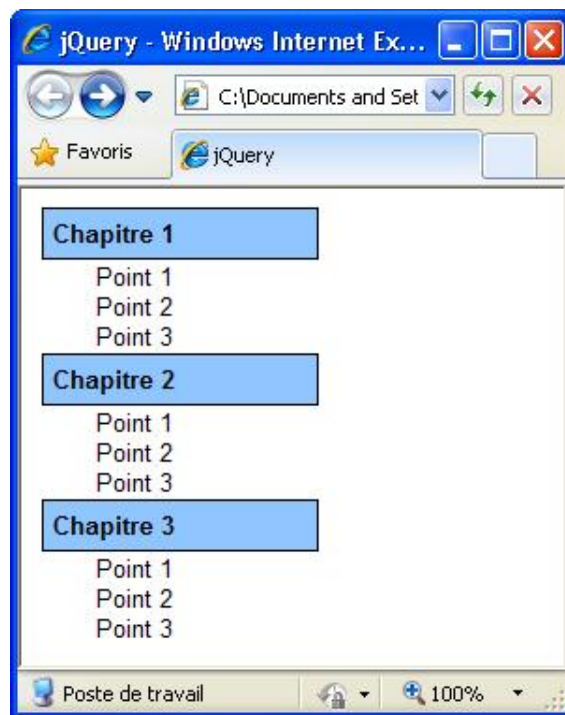 jQuery - Windows Internet Ex...
C:\Documents and Set
Favoris
jQuery
Chapitre 1
Point 1
Point 2
Point 3
Chapitre 2
Point 1
Point 2
Point 3
Chapitre 3
Point 1
Point 2
Point 3
Poste de travail
100%